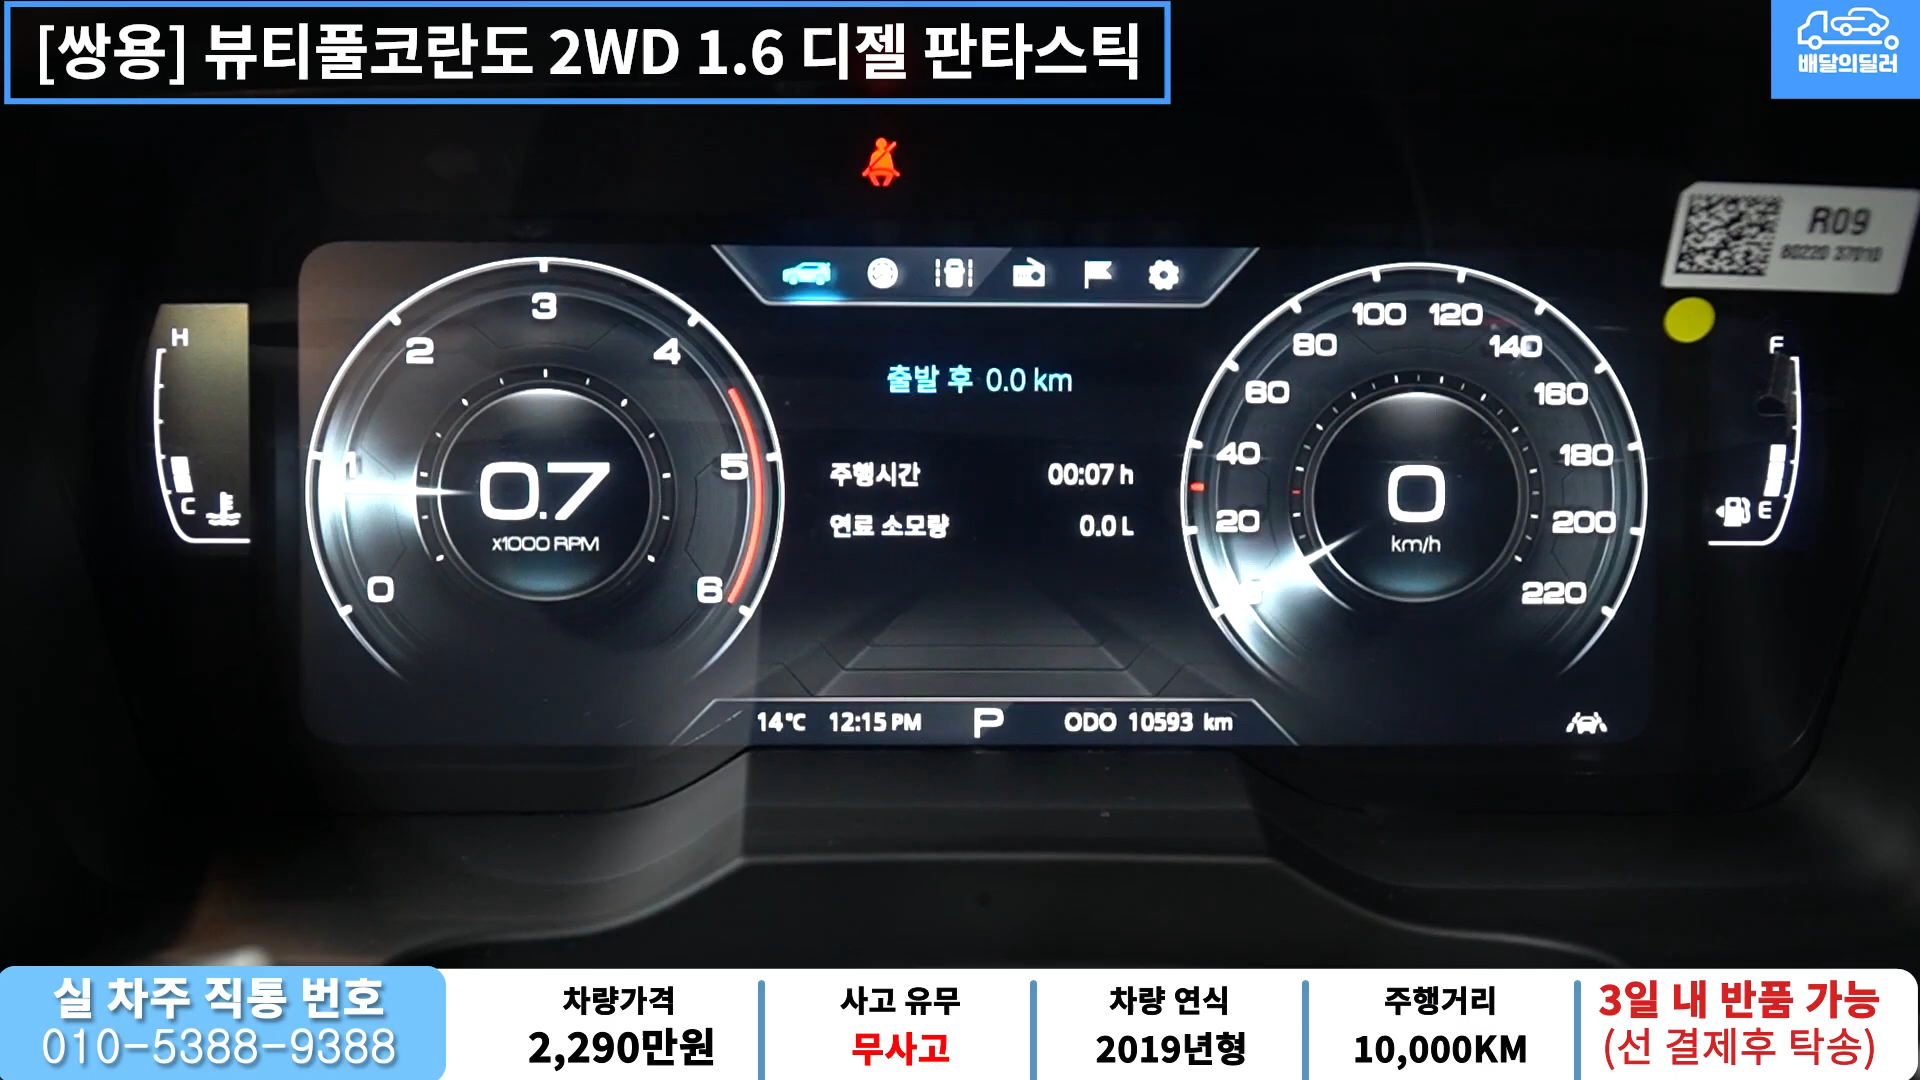 [쌍용] 뷰티풀코란도 2WD 1.6 디젤 판타스틱
배달의딜러
R09
60220 37010
H
C
0
1
2
3
4
5
6
0.7
x1000 RPM
출발 후 0.0 km
주행시간 00:07 h
연료 소모량 0.0 L
14°C 12:15 PM P ODO 10593 km
20
40
60
80
100
120
140
160
180
200
220
0
km/h
F
E
실 차주 직통 번호
010-5388-9388
차량가격
2,290만원
사고 유무
무사고
차량 연식
2019년형
주행거리
10,000KM
3일 내 반품 가능
(선 결제후 탁송)